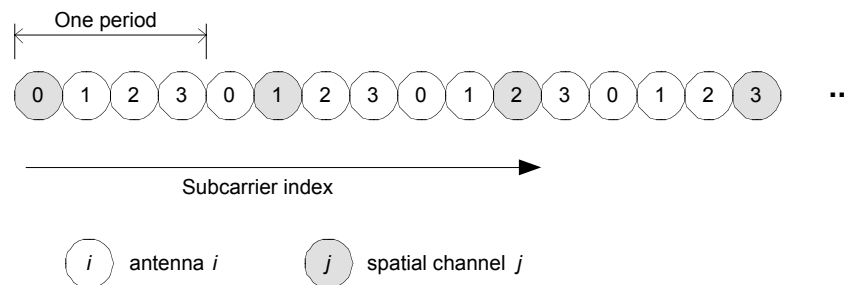 One period
0 1 2 3 0 1 2 3 0 1 2 3 0 1 2 3 ..
Subcarrier index
i antenna i j spatial channel j